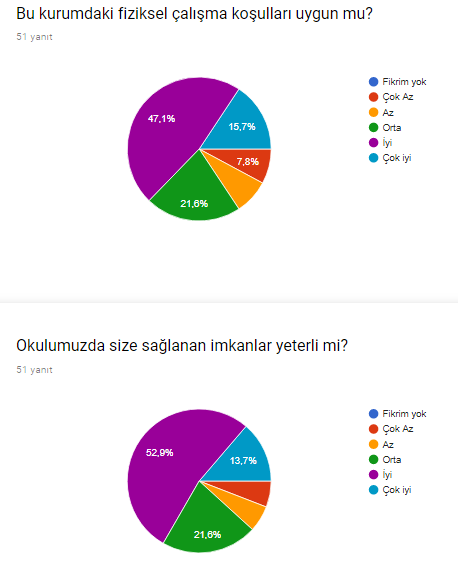 Bu kurumdaki fiziksel çalışma koşulları uygun mu?
51 yanıt
Fikrim yok
Çok Az
Az
Orta
İyi
Çok iyi
47,1%
15,7%
7,8%
21,6%
Okulumuzda size sağlanan imkanlar yeterli mi?
51 yanıt
Fikrim yok
Çok Az
Az
Orta
İyi
Çok iyi
52,9%
13,7%
21,6%